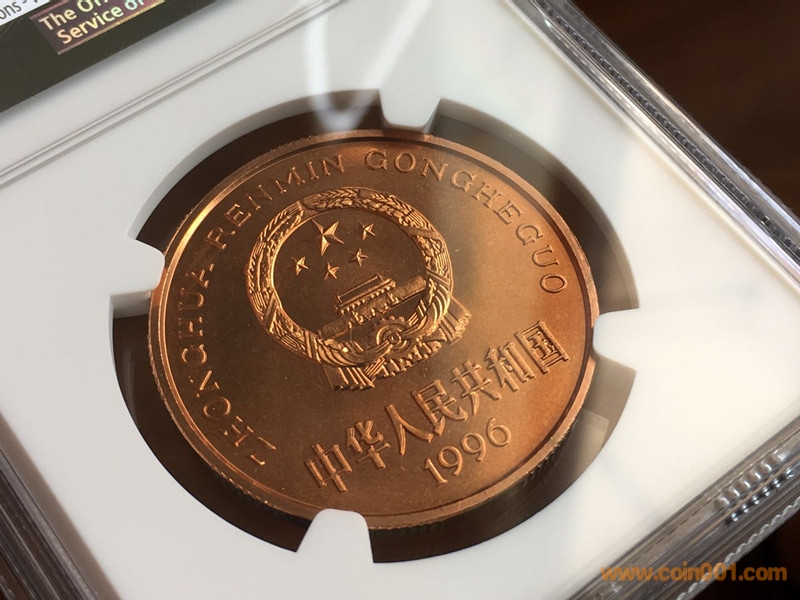 The Of
Service of
ZHONGHUA RENMIN GONGHEGUO
中华人民共和国
1996
www.coin001.com